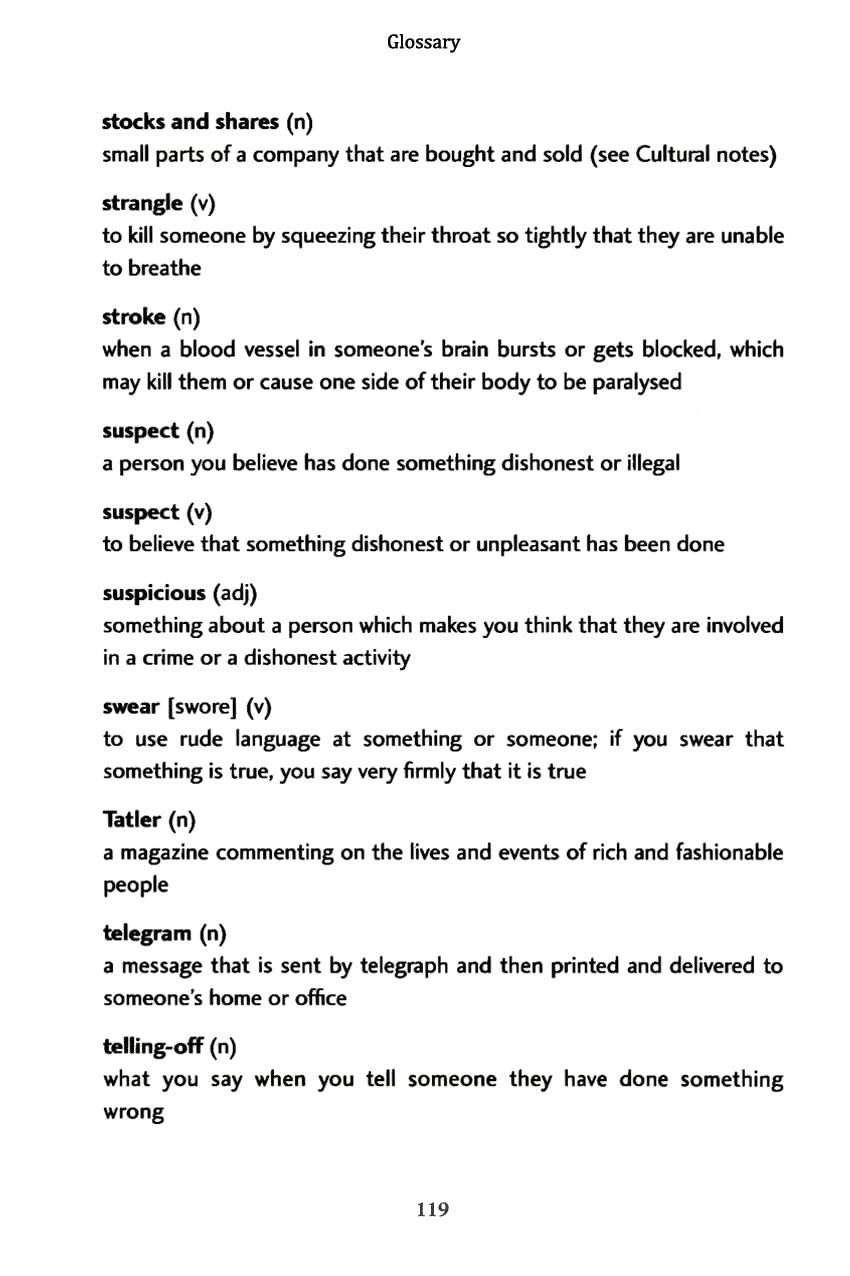 Glossary
stocks and shares (n)
small parts of a company that are bought and sold (see Cultural notes)
strangle (v)
to kill someone by squeezing their throat so tightly that they are unable
to breathe
stroke (n)
when a blood vessel in someone's brain bursts or gets blocked, which
may kill them or cause one side of their body to be paralysed
suspect (n)
a person you believe has done something dishonest or illegal
suspect (v)
to believe that something dishonest or unpleasant has been done
suspicious (adj)
something about a person which makes you think that they are involved
in a crime or a dishonest activity
swear [swore] (v)
to use rude language at something or someone; if you swear that
something is true, you say very firmly that it is true
Tatler (n)
a magazine commenting on the lives and events of rich and fashionable
people
telegram (n)
a message that is sent by telegraph and then printed and delivered to
someone's home or office
telling-off (n)
what you say when you tell someone they have done something
wrong
119